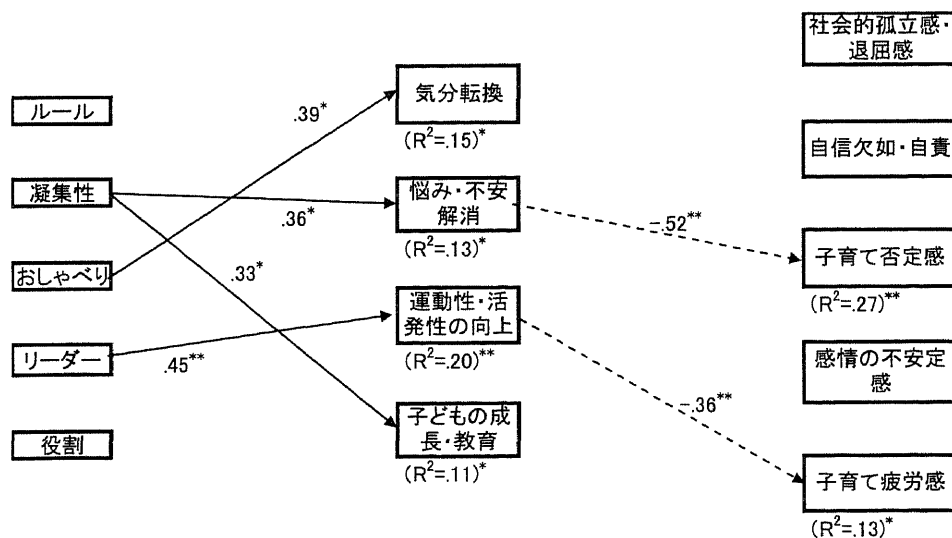 ルール
凝集性
おしゃべり
リーダー
役割
.39*
.36*
.33*
.45**
気分転換
(R²=.15)*
悩み・不安
解消
(R²=.13)*
運動性・活
発性の向上
(R²=.20)**
子どもの成
長・教育
(R²=.11)*
-.52**
-.36**
社会的孤立感・
退屈感
自信欠如・自責
子育て否定感
(R²=.27)**
感情の不安定
感
子育て疲労感
(R²=.13)*